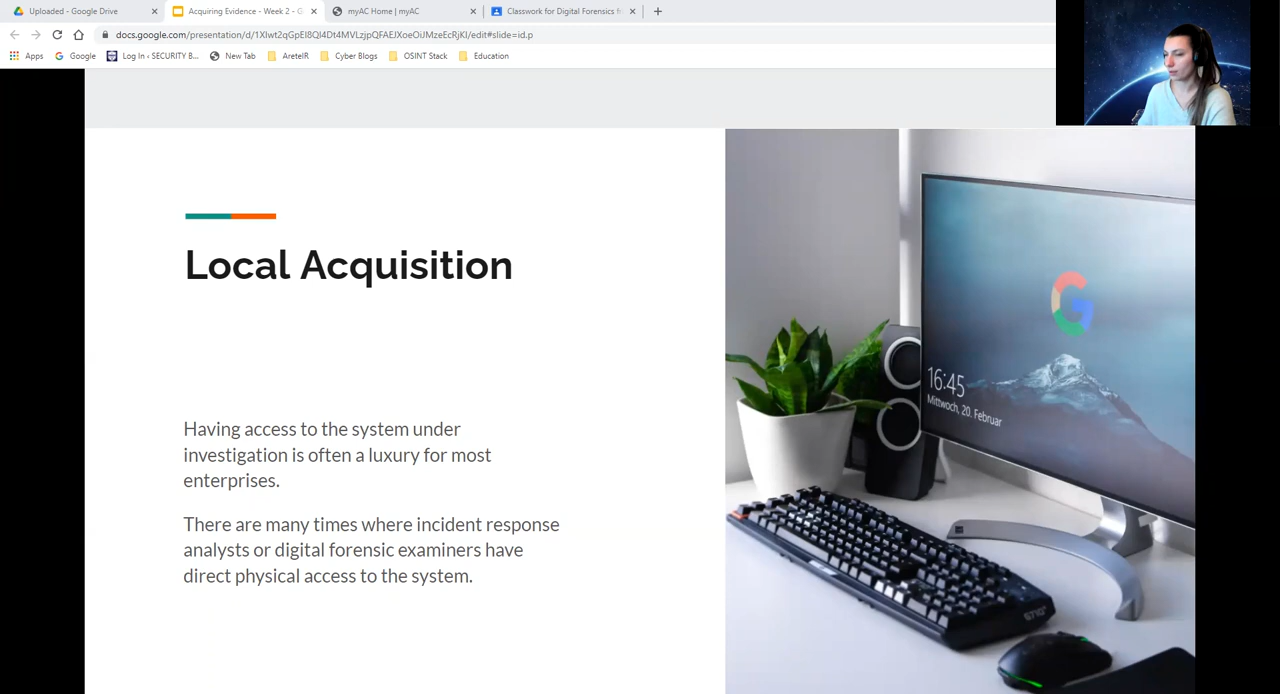 Uploaded - Google Drive
Acquiring Evidence - Week 2 - G
myAC Home | myAC
Classwork for Digital Forensics fr
docs.google.com/presentation/d/1Xlwt2qGpEl8Ql4Dt4MVLzjpQFAEJXoeOiJMzeEcRjKI/edit#slide=id.p
Apps
Google
Log In ‹ SECURITY B...
New Tab
AreteIR
Cyber Blogs
OSINT Stack
Education
Local Acquisition
Having access to the system under
investigation is often a luxury for most
enterprises.
There are many times where incident response
analysts or digital forensic examiners have
direct physical access to the system.
G
16:45
Mittwoch, 20. Februar